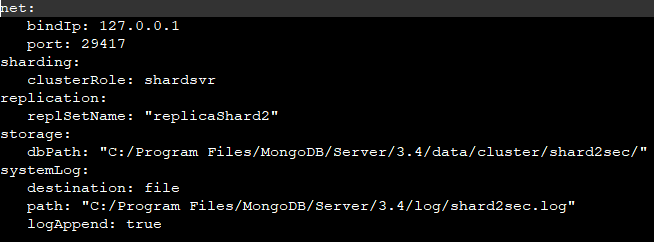 net:
   bindIp: 127.0.0.1
   port: 29417
sharding:
   clusterRole: shardsvr
replication:
   replSetName: "replicaShard2"
storage:
   dbPath: "C:/Program Files/MongoDB/Server/3.4/data/cluster/shard2sec/"
systemLog:
   destination: file
   path: "C:/Program Files/MongoDB/Server/3.4/log/shard2sec.log"
   logAppend: true